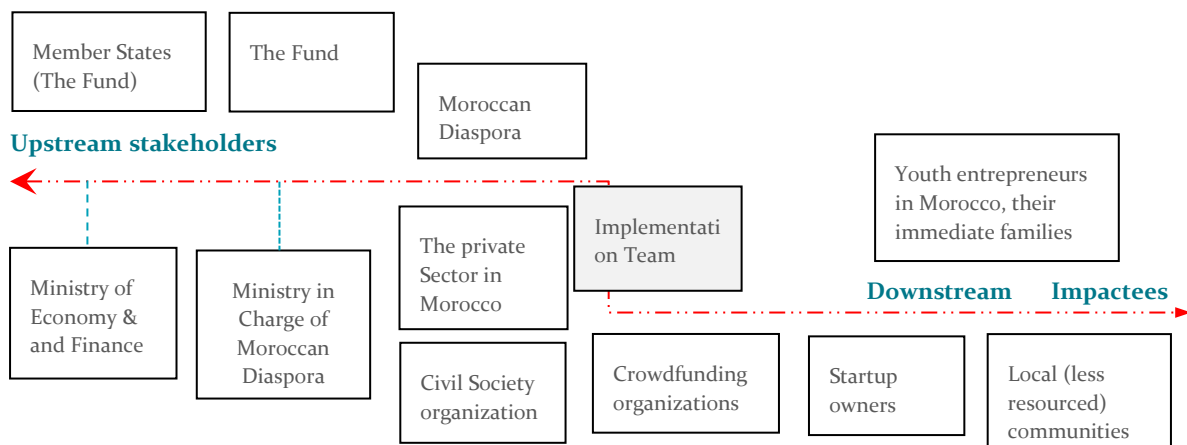 Member States
(The Fund)
The Fund
Moroccan
Diaspora
Upstream stakeholders
Youth entrepreneurs
in Morocco, their
immediate families
Implementati
on Team
The private
Sector in
Morocco
Ministry of
Economy &
and Finance
Ministry in
Charge of
Moroccan
Diaspora
Downstream Impactees
Civil Society
organization
Crowdfunding
organizations
Startup
owners
Local (less
resourced)
communities